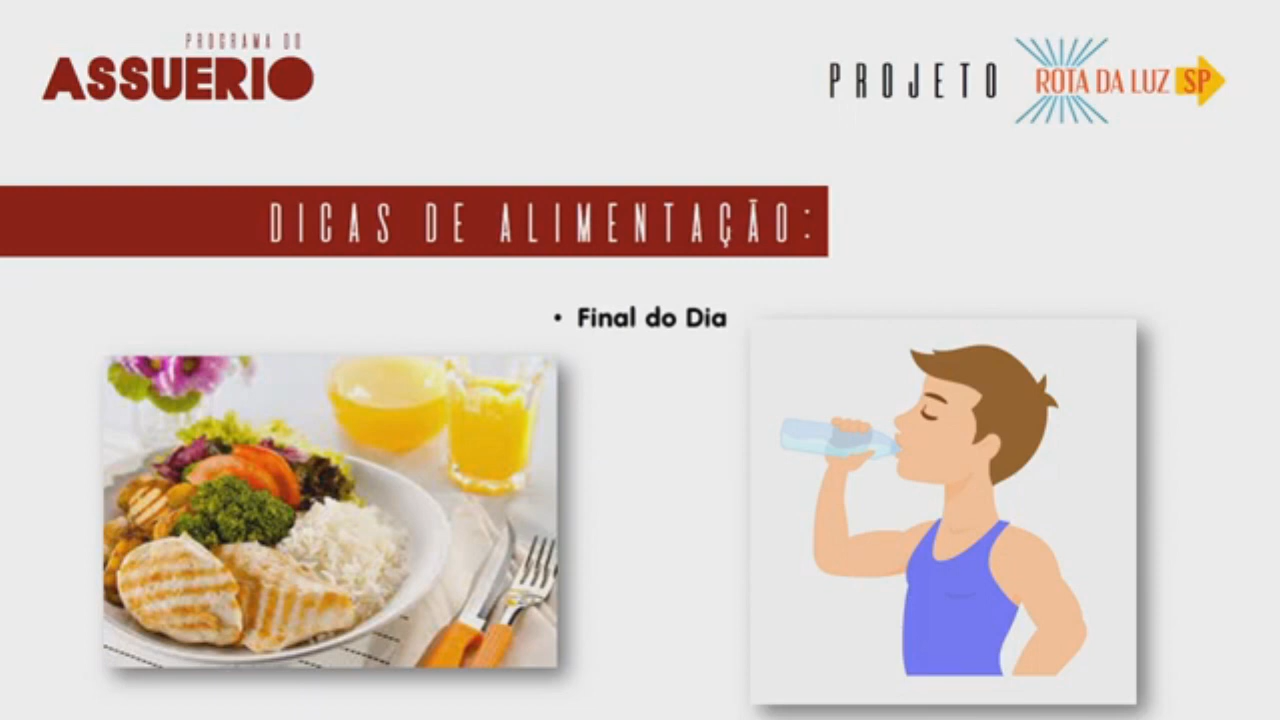 PROGRAMA DO
ASSUERIO
PROJETO
ROTA DA LUZ SP
DICAS DE ALIMENTAÇÃO:
• Final do Dia